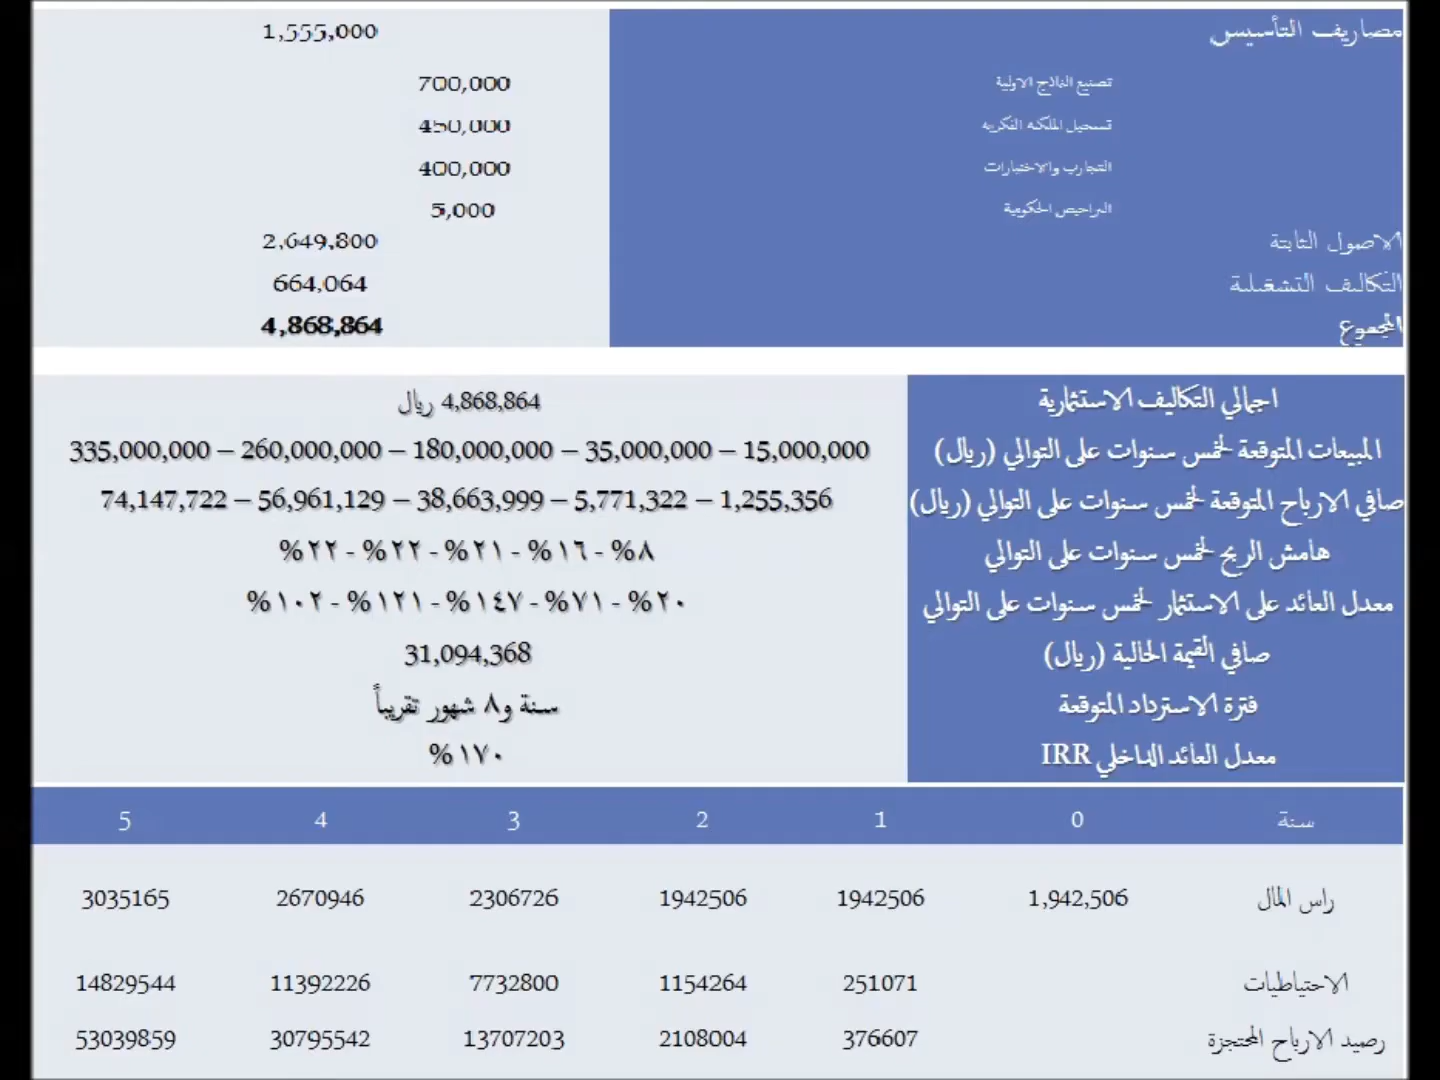 مصاريف التأسيس 1,555,000
تصنيع النماذج الاولية 700,000
تسجيل الملكية الفكرية 450,000
التجارب والاختبارات 400,000
التراخيص الحكومية 5,000
الاصول الثابتة 2,649,800
التكاليف التشغيلية 664,064
المجموع 4,868,864
اجمالي التكاليف الاستثمارية 4,868,864 ريال
المبيعات المتوقعة لخمس سنوات على التوالي (ريال) 15,000,000 – 35,000,000 – 180,000,000 – 260,000,000 – 335,000,000
صافي الارباح المتوقعة لخمس سنوات على التوالي (ريال) 1,255,356 – 5,771,322 – 38,663,999 – 56,961,129 – 74,147,722
هامش الربح لخمس سنوات على التوالي ٨% - ١٦% - ٢١% - ٢٢% - ٢٢%
معدل العائد على الاستثمار لخمس سنوات على التوالي ٢٠% - ٧١% - ١٤٧% - ١٢١% - ١٠٢%
صافي القيمة الحالية (ريال) 31,094,368
فترة الاسترداد المتوقعة سنة و٨ شهور تقريباً
معدل العائد الداخلي IRR ١٧٠%
سنة 0 1 2 3 4 5
راس المال 1,942,506 1942506 1942506 2306726 2670946 3035165
الاحتياطيات 251071 1154264 7732800 11392226 14829544
رصيد الارباح المحتجزة 376607 2108004 13707203 30795542 53039859